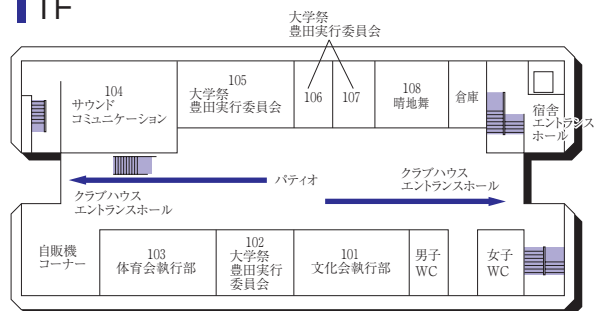 1F
大学祭
豊田実行委員会
104
サウンド
コミュニケーション
105
大学祭
豊田実行委員会
106
107
108
晴地舞
倉庫
宿舎
エントランス
ホール
クラブハウス
エントランスホール
パティオ
クラブハウス
エントランスホール
自販機
コーナー
103
体育会執行部
102
大学祭
豊田実行
委員会
101
文化会執行部
男子
WC
女子
WC